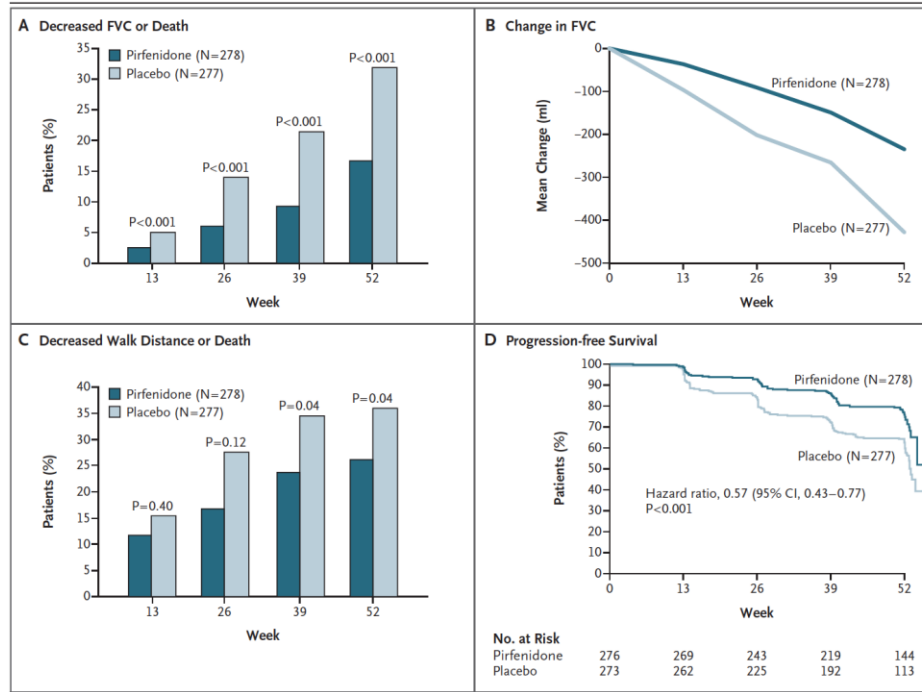 A Decreased FVC or Death
Pirfenidone (N=278)
Placebo (N=277)
35
30
25
20
15
10
5
0
Patients (%)
P<0.001
P<0.001
P<0.001
P<0.001
13 26 39 52
Week
B Change in FVC
0
−100
−200
−300
−400
−500
Mean Change (ml)
Pirfenidone (N=278)
Placebo (N=277)
0 13 26 39 52
Week
C Decreased Walk Distance or Death
Pirfenidone (N=278)
Placebo (N=277)
40
35
30
25
20
15
10
5
0
Patients (%)
P=0.40
P=0.12
P=0.04
P=0.04
13 26 39 52
Week
D Progression-free Survival
100
90
80
70
60
50
40
30
20
10
0
Patients (%)
Pirfenidone (N=278)
Placebo (N=277)
Hazard ratio, 0.57 (95% CI, 0.43–0.77)
P<0.001
0 13 26 39 52
Week
No. at Risk
Pirfenidone 276 269 243 219 144
Placebo 273 262 225 192 113